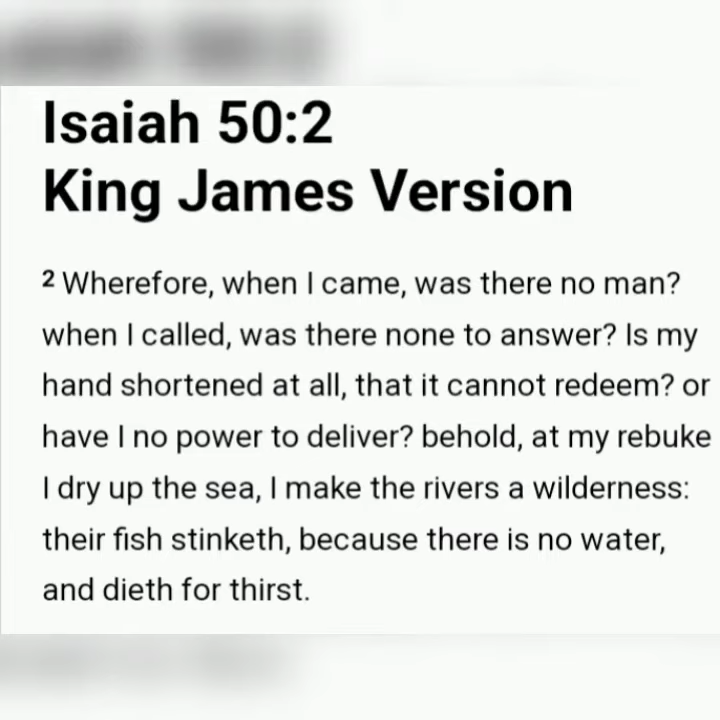 Isaiah 50:2
King James Version
2 Wherefore, when I came, was there no man?
when I called, was there none to answer? Is my
hand shortened at all, that it cannot redeem? or
have I no power to deliver? behold, at my rebuke
I dry up the sea, I make the rivers a wilderness:
their fish stinketh, because there is no water,
and dieth for thirst.